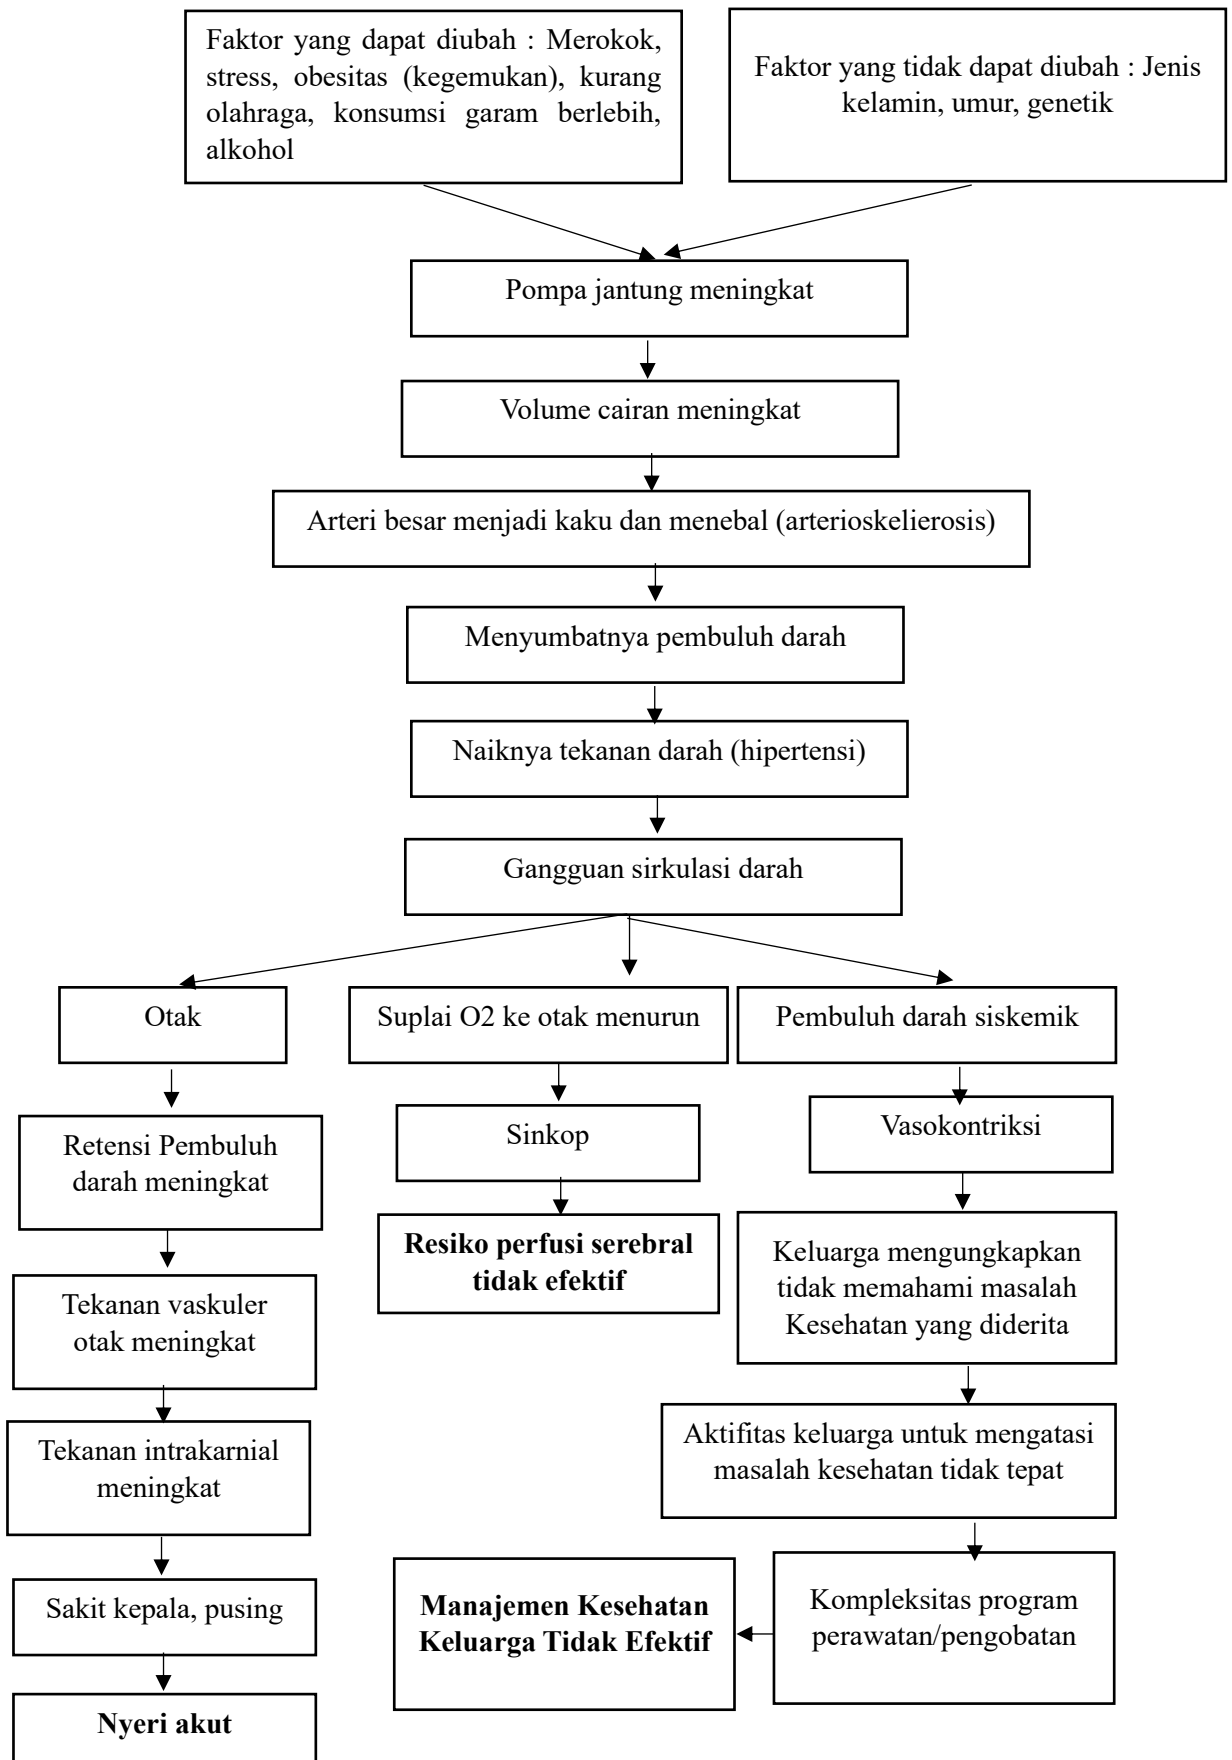 Faktor yang dapat diubah : Merokok,
stress, obesitas (kegemukan), kurang
olahraga, konsumsi garam berlebih,
alkohol
Faktor yang tidak dapat diubah : Jenis
kelamin, umur, genetik
Pompa jantung meningkat
Volume cairan meningkat
Arteri besar menjadi kaku dan menebal (arterioskelierosis)
Menyumbatnya pembuluh darah
Naiknya tekanan darah (hipertensi)
Gangguan sirkulasi darah
Otak
Retensi Pembuluh
darah meningkat
Tekanan vaskuler
otak meningkat
Tekanan intrakarnial
meningkat
Sakit kepala, pusing
Nyeri akut
Suplai O2 ke otak menurun
Sinkop
Resiko perfusi serebral
tidak efektif
Pembuluh darah siskemik
Vasokontriksi
Keluarga mengungkapkan
tidak memahami masalah
Kesehatan yang diderita
Aktifitas keluarga untuk mengatasi
masalah kesehatan tidak tepat
Kompleksitas program
perawatan/pengobatan
Manajemen Kesehatan
Keluarga Tidak Efektif